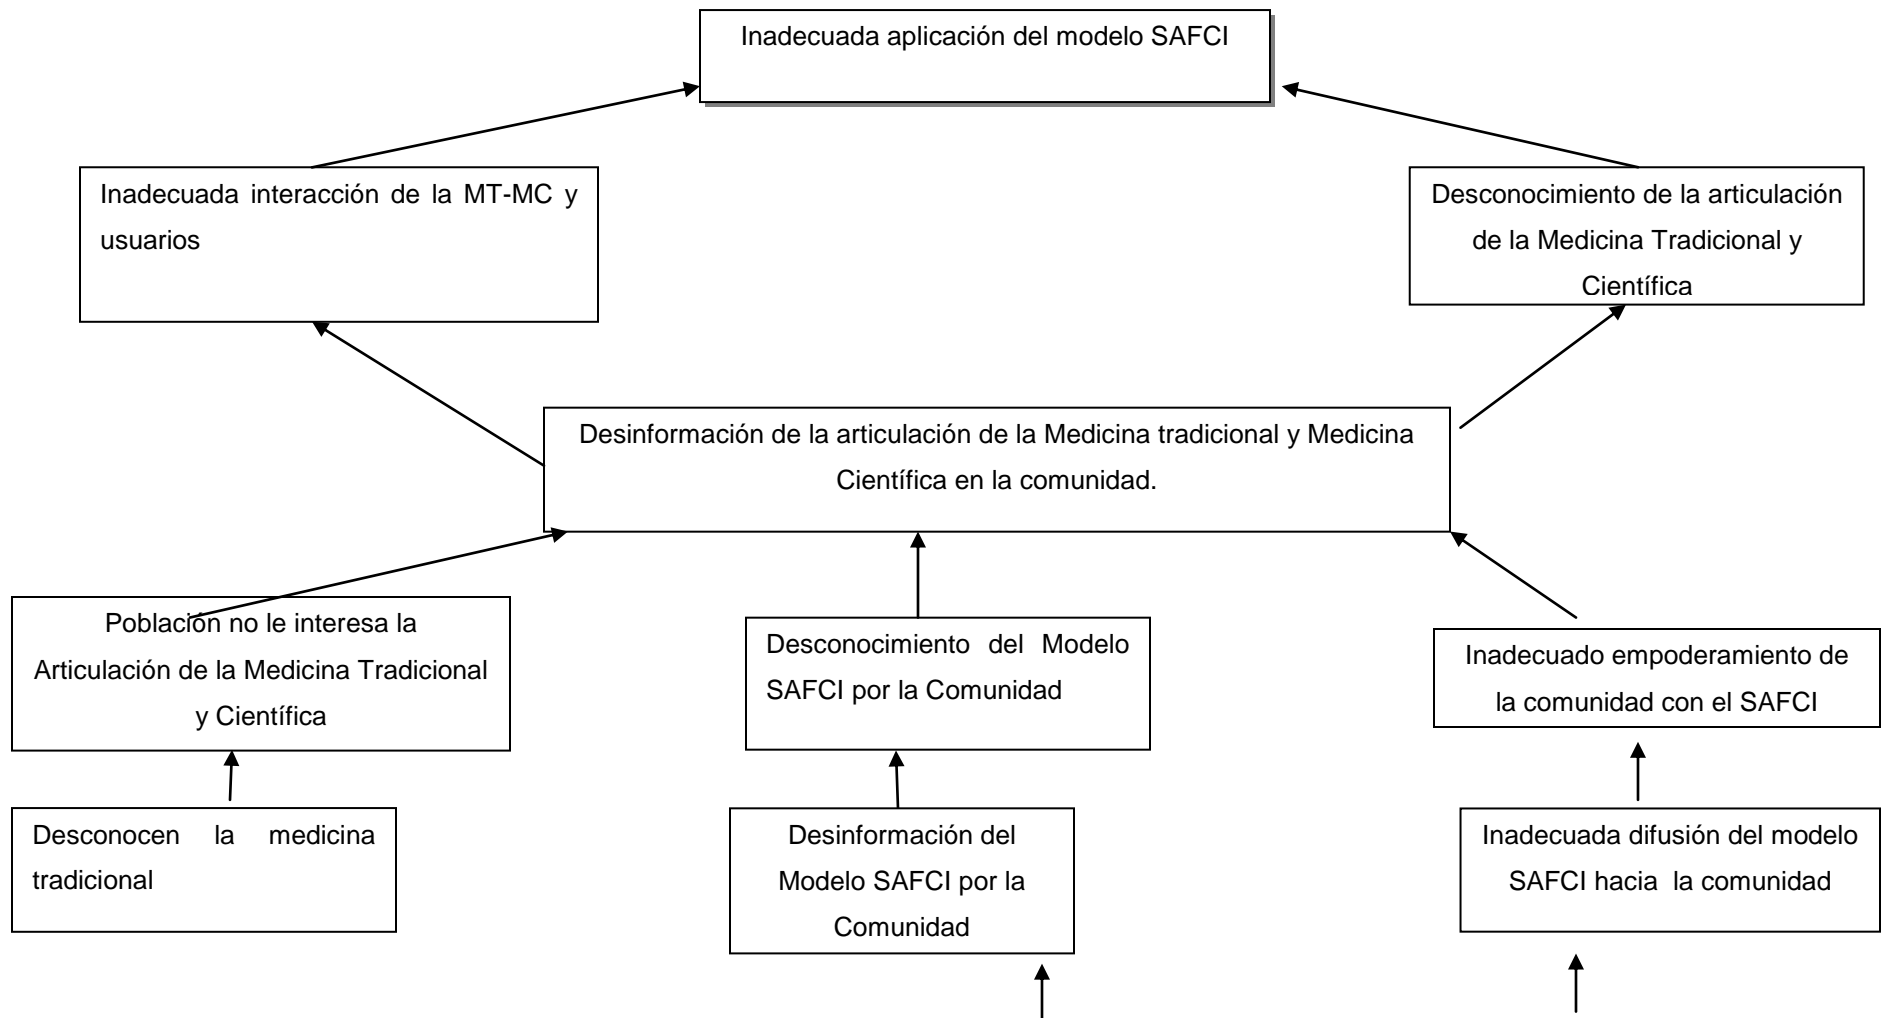 Inadecuada aplicación del modelo SAFCI
Inadecuada interacción de la MT-MC y
usuarios
Desconocimiento de la articulación
de la Medicina Tradicional y
Científica
Desinformación de la articulación de la Medicina tradicional y Medicina
Científica en la comunidad.
Población no le interesa la
Articulación de la Medicina Tradicional
y Científica
Desconocimiento del Modelo
SAFCI por la Comunidad
Inadecuado empoderamiento de
la comunidad con el SAFCI
Desconocen la medicina
tradicional
Desinformación del
Modelo SAFCI por la
Comunidad
Inadecuada difusión del modelo
SAFCI hacia la comunidad